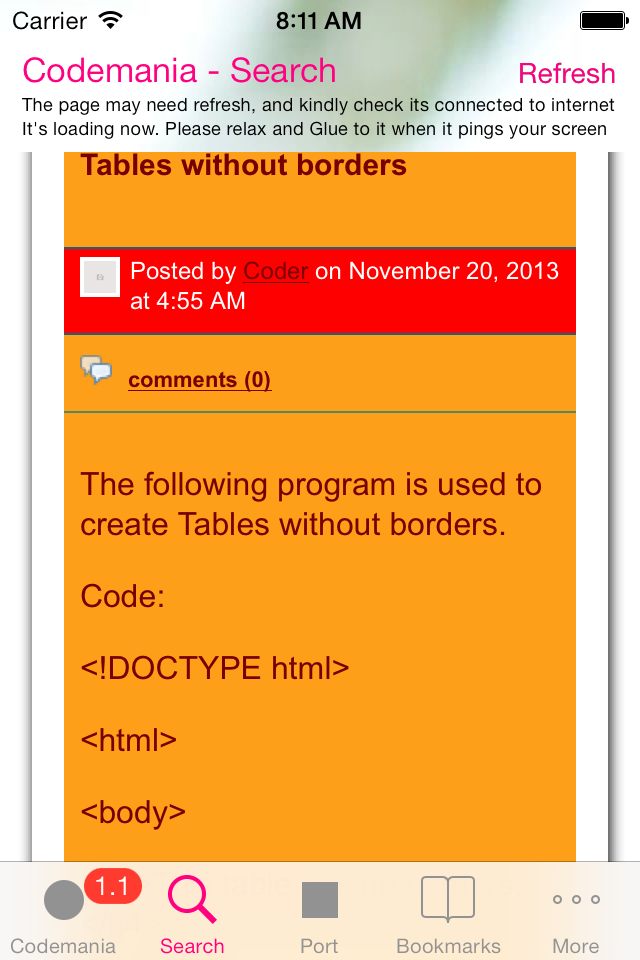 Carrier 8:11 AM
Codemania - Search Refresh
The page may need refresh, and kindly check its connected to internet
It's loading now. Please relax and Glue to it when it pings your screen
Tables without borders
Posted by Coder on November 20, 2013
at 4:55 AM
comments (0)
The following program is used to
create Tables without borders.
Code:
<!DOCTYPE html>
<html>
<body>
1.1
Codemania Search Port Bookmarks More